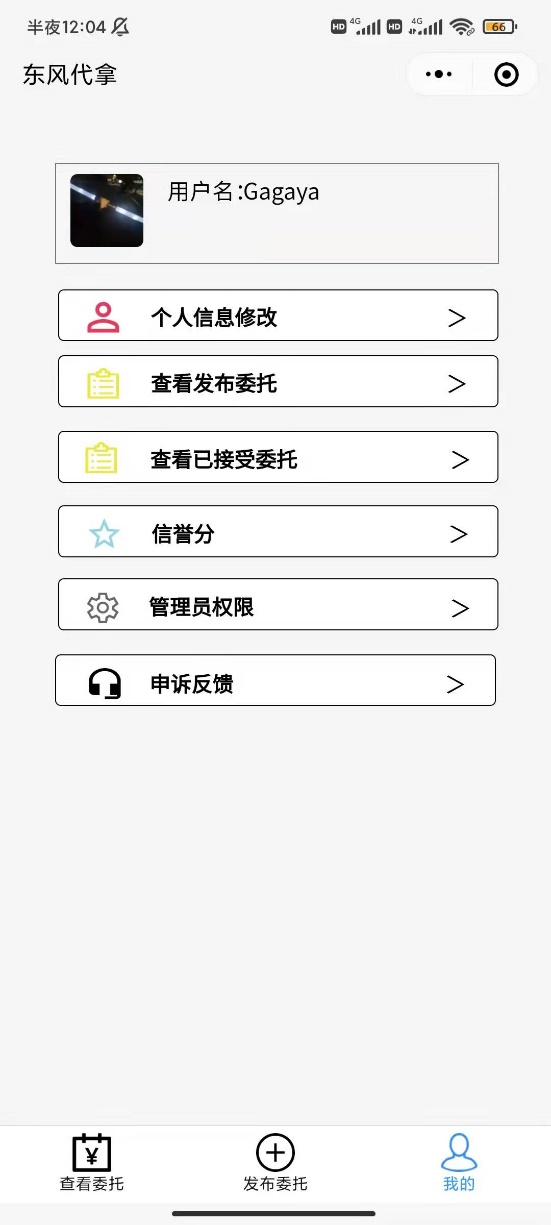 半夜12:04
HD 4G HD 4G 66
东风代拿
用户名:Gagaya
个人信息修改
查看发布委托
查看已接受委托
信誉分
管理员权限
申诉反馈
¥
查看委托 发布委托 我的